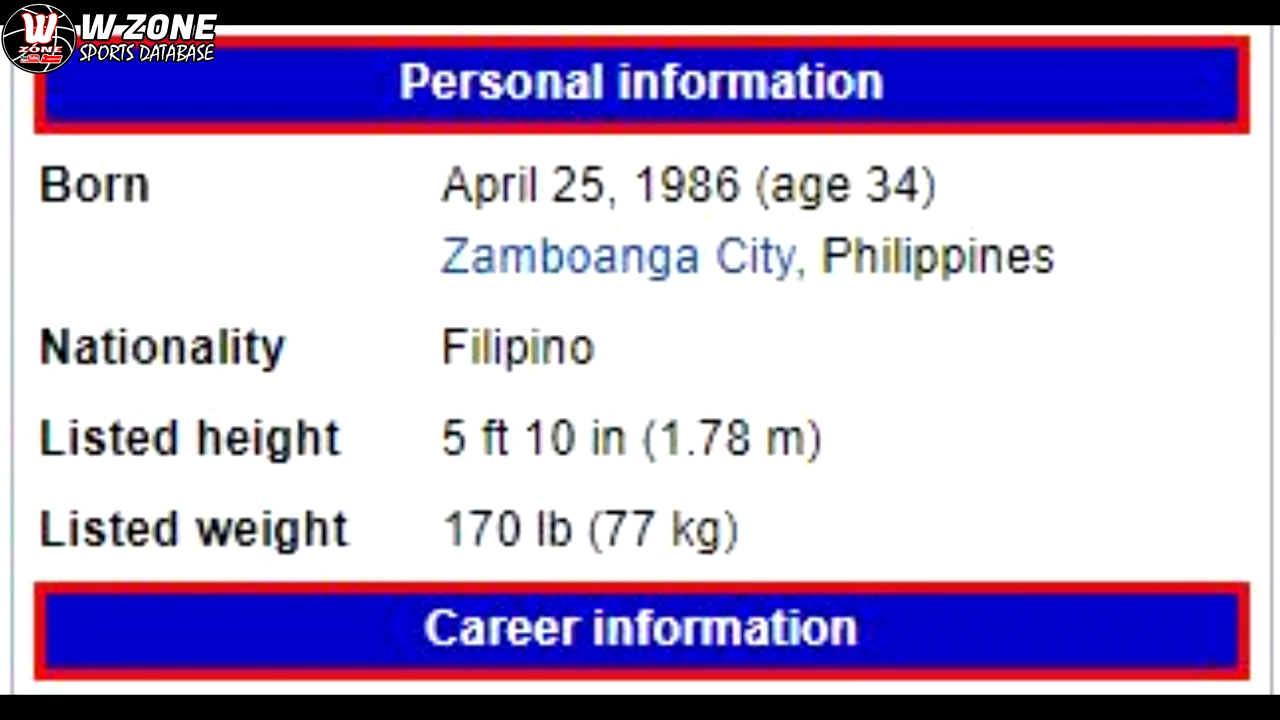 W-ZONE
SPORTS DATABASE
W
ZONE
Personal information
Born April 25, 1986 (age 34)
Zamboanga City, Philippines
Nationality Filipino
Listed height 5 ft 10 in (1.78 m)
Listed weight 170 lb (77 kg)
Career information